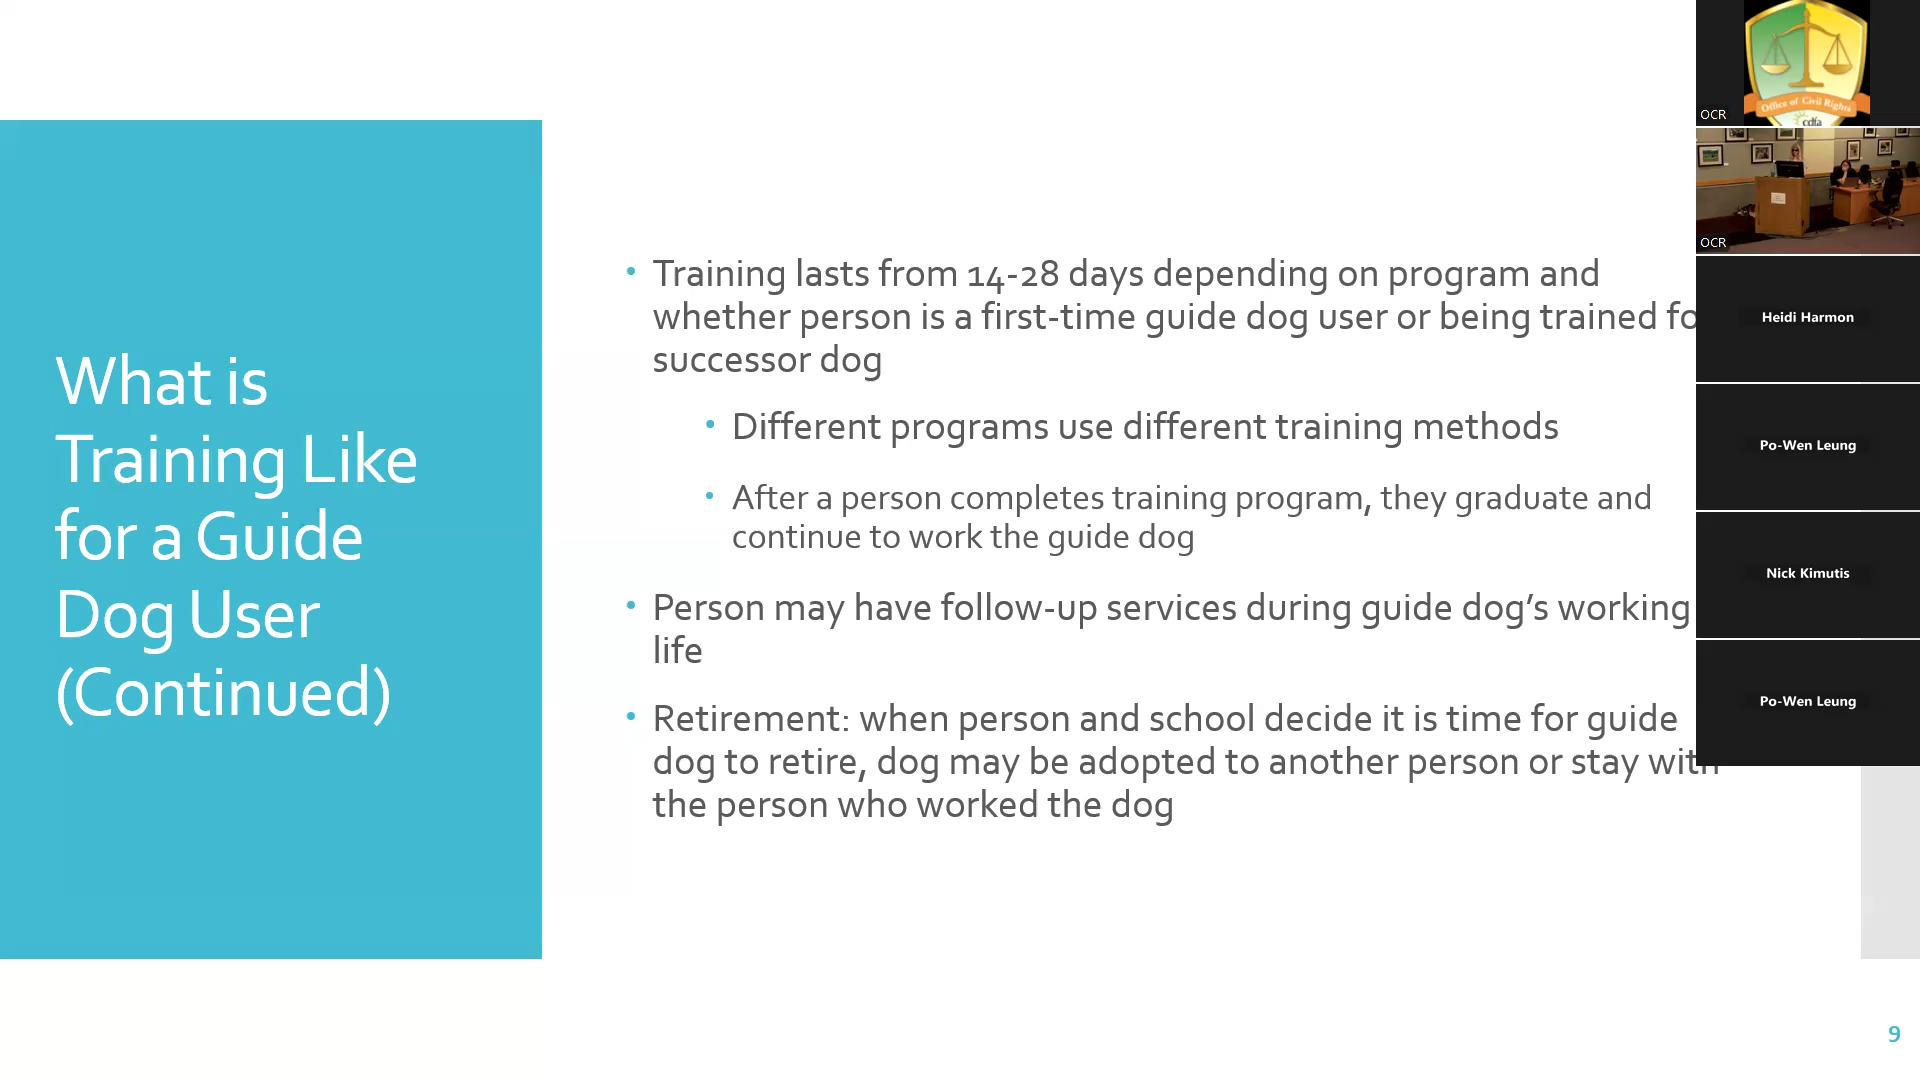 What is
Training Like
for a Guide
Dog User
(Continued)
• Training lasts from 14-28 days depending on program and
whether person is a first-time guide dog user or being trained fo
successor dog
• Different programs use different training methods
• After a person completes training program, they graduate and
continue to work the guide dog
• Person may have follow-up services during guide dog’s working
life
• Retirement: when person and school decide it is time for guide
dog to retire, dog may be adopted to another person or stay with
the person who worked the dog
9
Office of Civil Rights
cdfa
OCR
OCR
Heidi Harmon
Po-Wen Leung
Nick Kimutis
Po-Wen Leung